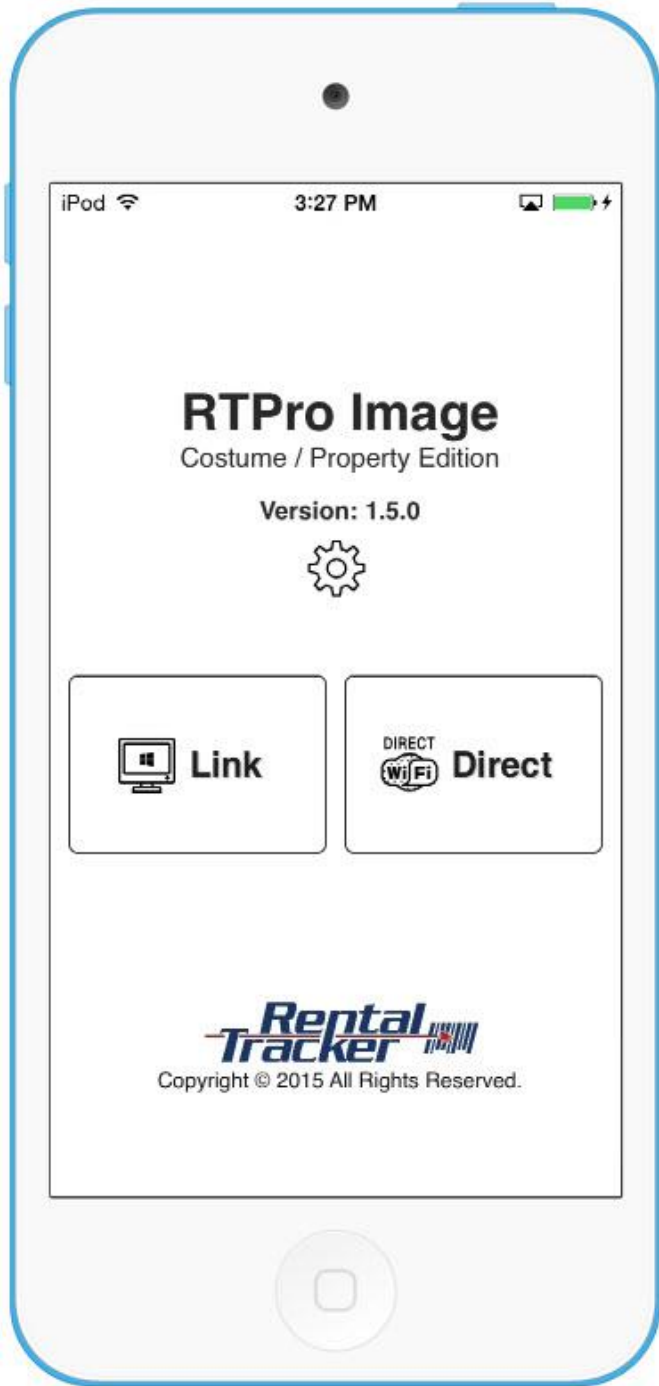 iPod 3:27 PM
RTPro Image
Costume / Property Edition
Version: 1.5.0
Link
DIRECT
WiFi Direct
Rental
Tracker
Copyright © 2015 All Rights Reserved.